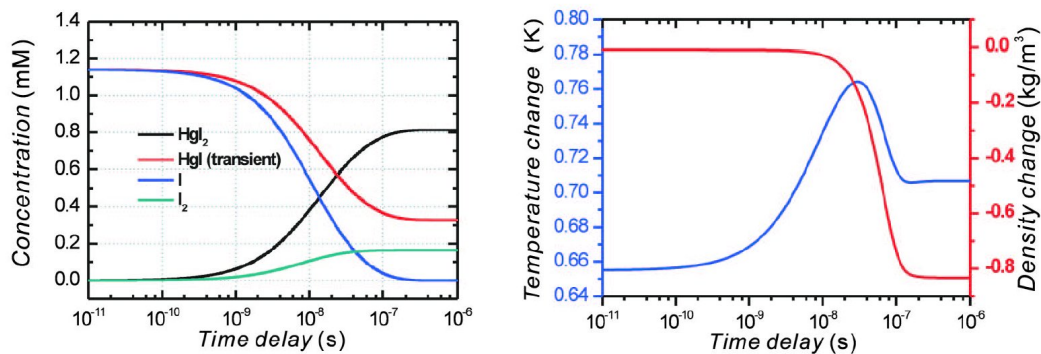 Concentration (mM)
1.4
1.2
1.0
0.8
0.6
0.4
0.2
0.0
HgI₂
HgI (transient)
I
I₂
10⁻¹¹ 10⁻¹⁰ 10⁻⁹ 10⁻⁸ 10⁻⁷ 10⁻⁶
Time delay (s)
Temperature change (K)
0.80
0.78
0.76
0.74
0.72
0.70
0.68
0.66
0.64
10⁻¹¹ 10⁻¹⁰ 10⁻⁹ 10⁻⁸ 10⁻⁷ 10⁻⁶
Time delay (s)
0.0
-0.2
-0.4
-0.6
-0.8
Density change (kg/m³)